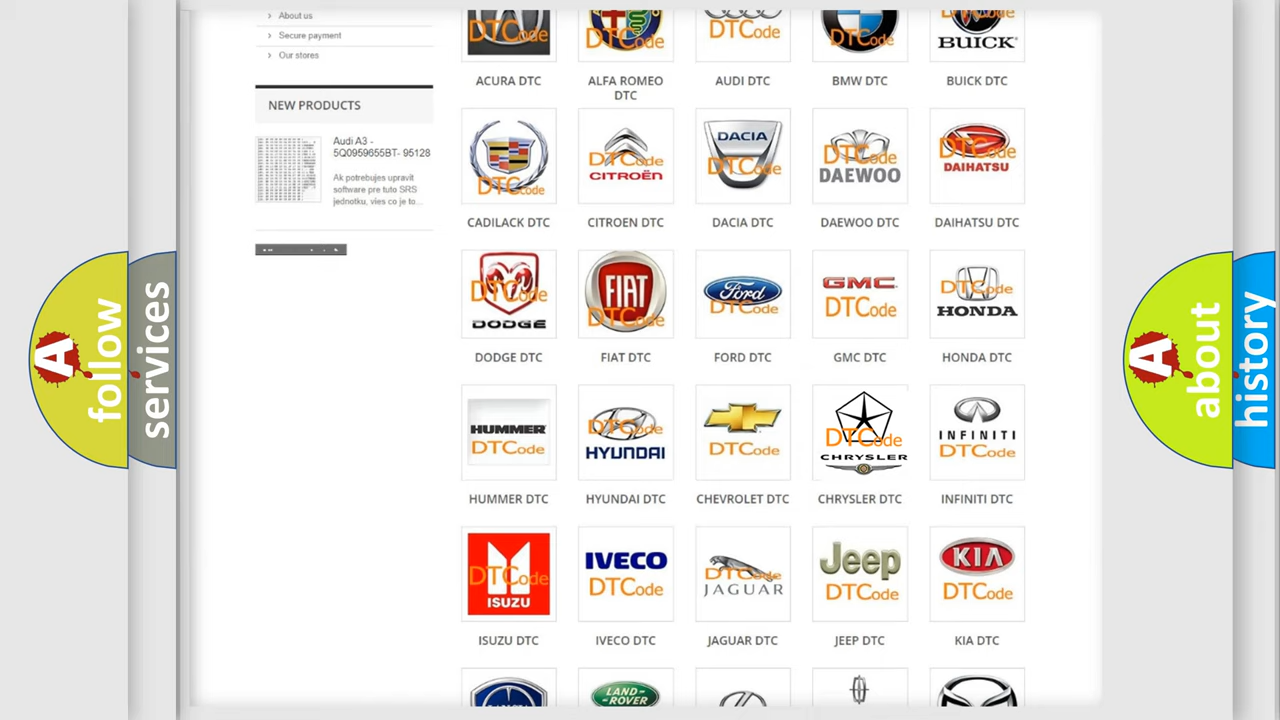 About us
Secure payment
Our stores
NEW PRODUCTS
Audi A3 -
5Q0959655BT- 95128
Ak potrebujes upravit
software pre tuto SRS
jednotku, vies co je to...
DTCode DTCode DTCode DTCode BUICK
ACURA DTC
ALFA ROMEO
DTC
AUDI DTC
BMW DTC
BUICK DTC
DTCode
DTCode
CITROËN
DACIA
DTCode
DTCode
DAEWOO
DTCode
DAIHATSU
CADILACK DTC
CITROEN DTC
DACIA DTC
DAEWOO DTC
DAIHATSU DTC
DTCode
DODGE
FIAT
DTCode
Ford
DTCode
GMC
DTCode
DTCode
HONDA
DODGE DTC
FIAT DTC
FORD DTC
GMC DTC
HONDA DTC
HUMMER
DTCode
DTCode
HYUNDAI
DTCode
DTCode
CHRYSLER
INFINITI
DTCode
HUMMER DTC
HYUNDAI DTC
CHEVROLET DTC
CHRYSLER DTC
INFINITI DTC
DTCode
ISUZU
IVECO
DTCode
DTCode
JAGUAR
Jeep
DTCode
KIA
DTCode
ISUZU DTC
IVECO DTC
JAGUAR DTC
JEEP DTC
KIA DTC
LAND-
ROVER
A
follow
services
A
about
history